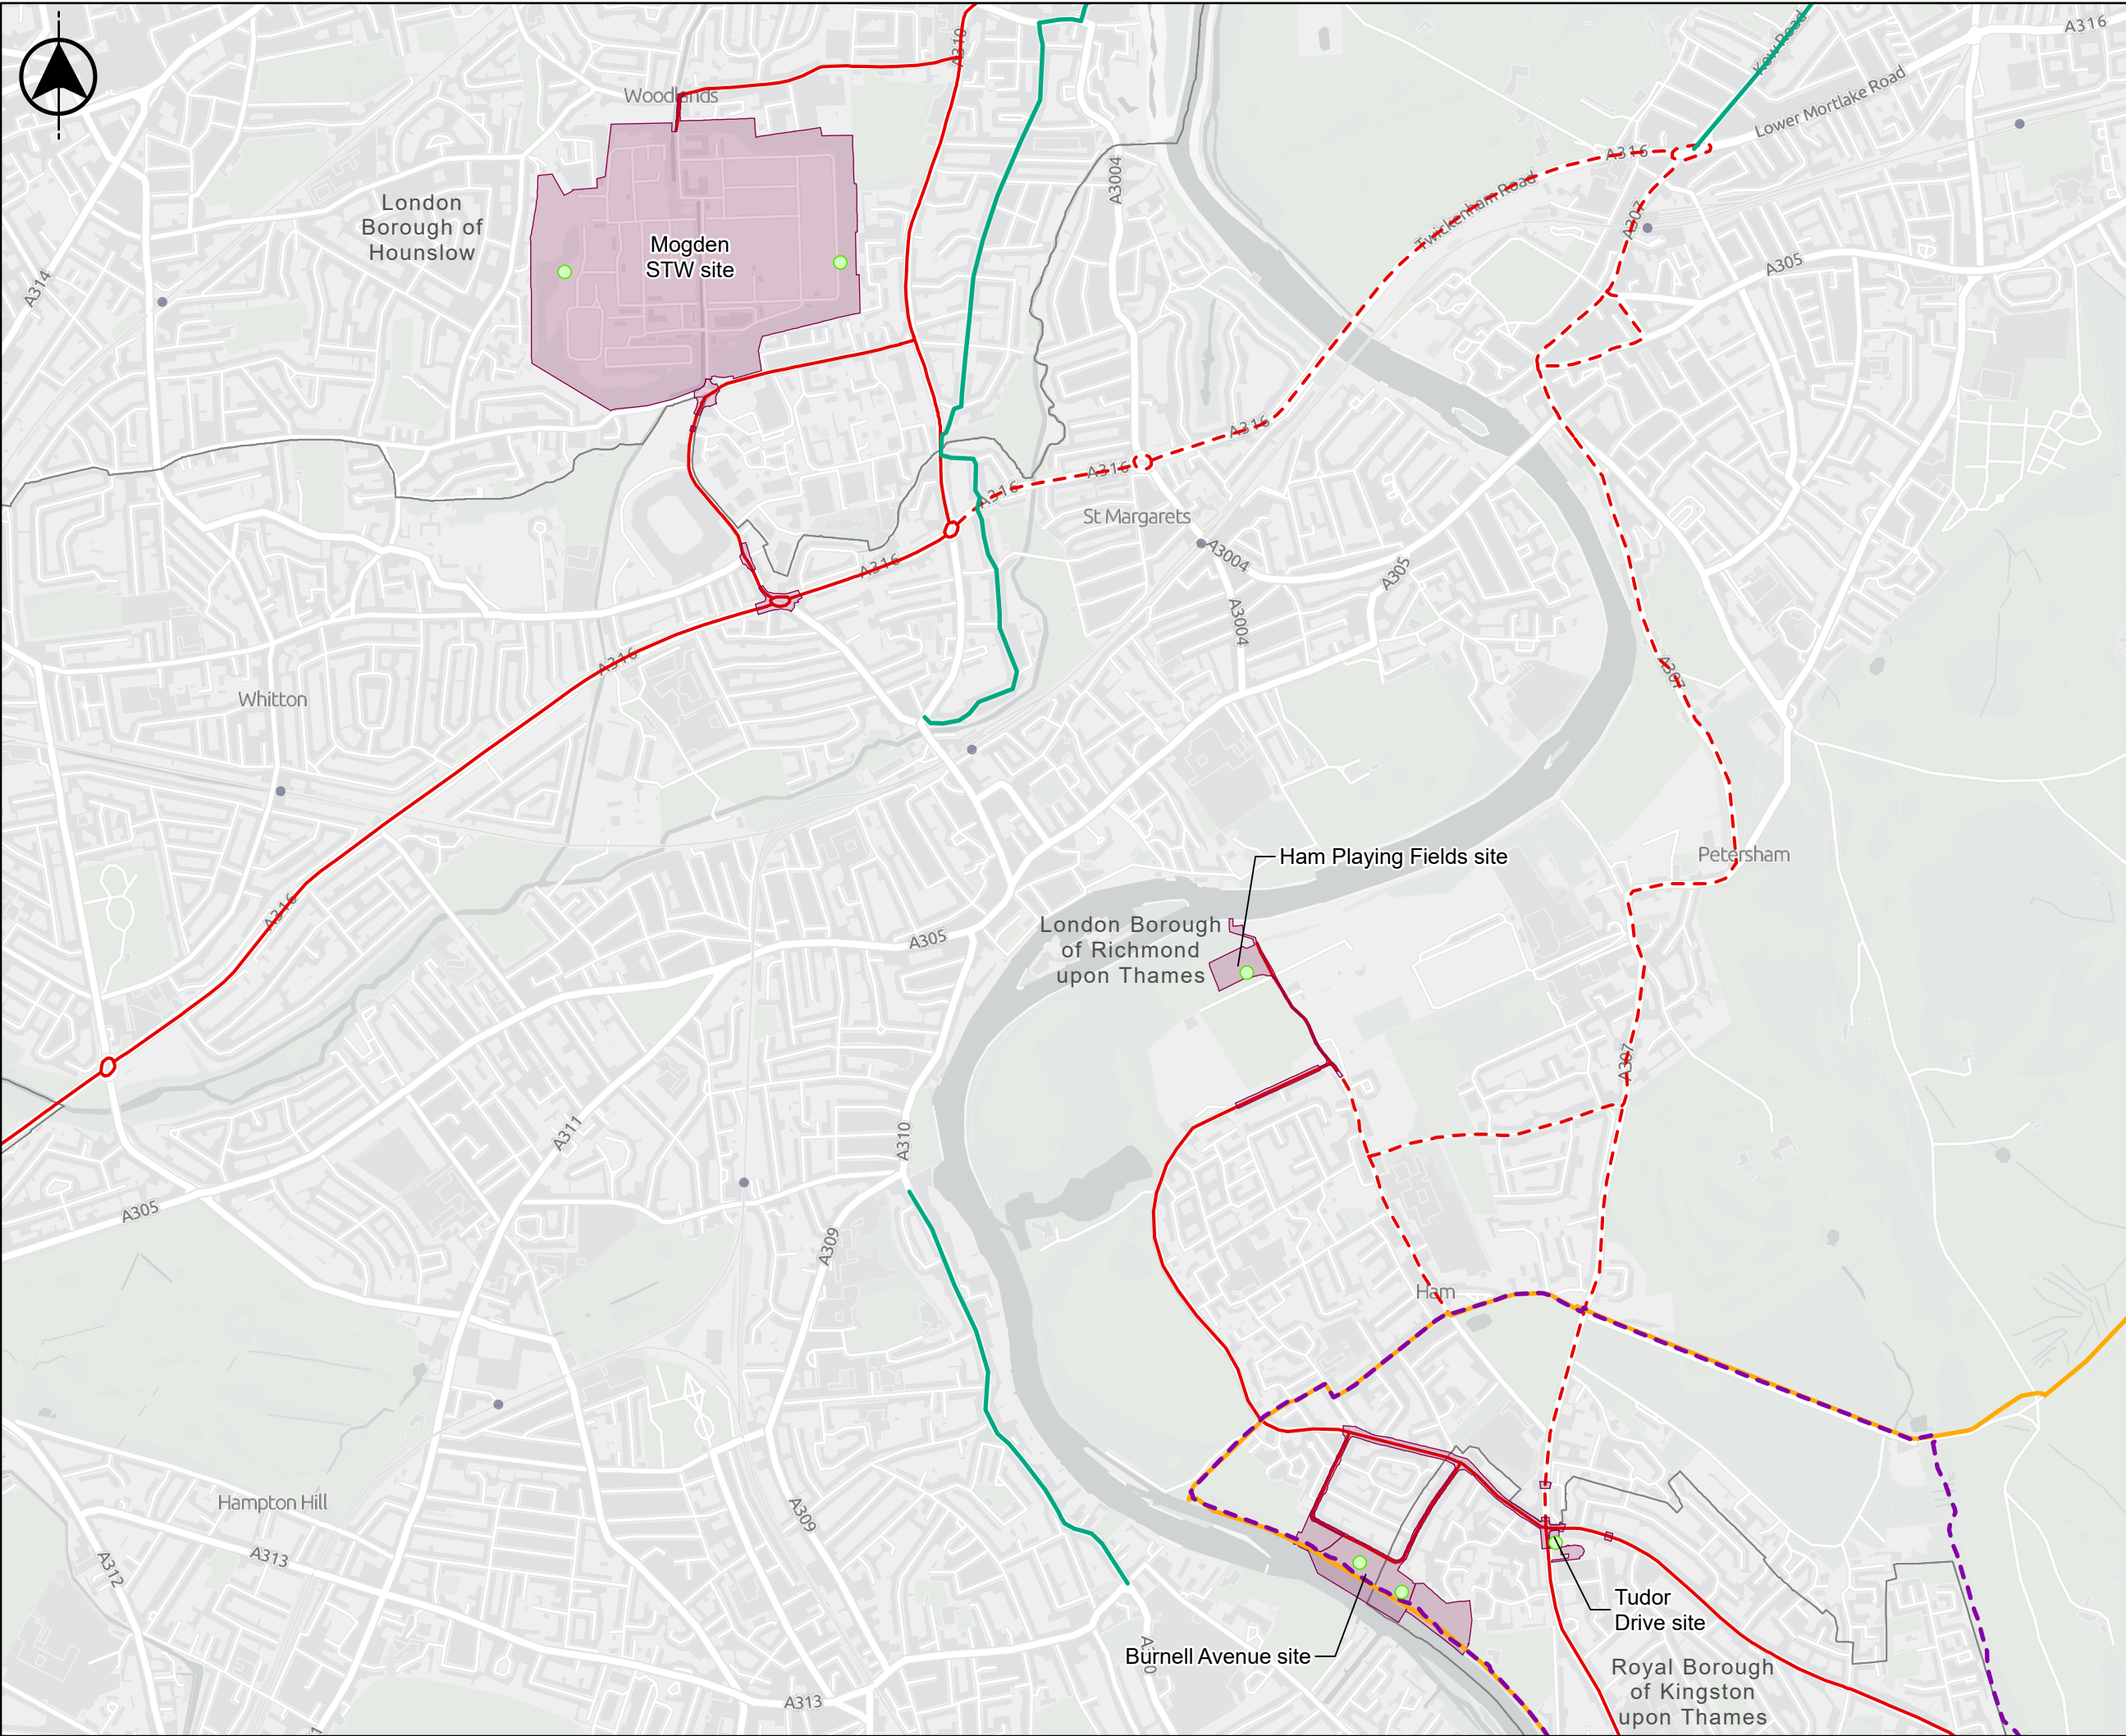 A310
Kew Road
A316
Woodlands
Lower Mortlake Road
A316
A3004
Twickenham Road
London
Borough of
Hounslow
A307
Mogden
STW site
A305
A314
A316
A316
A316
St Margarets
A3004
A305
A316
A3004
A316
A307
Whitton
Ham Playing Fields site
Petersham
A316
London Borough
of Richmond
upon Thames
A305
A307
A311
A310
A305
A309
Ham
Hampton Hill
A309
A313
A312
Tudor
Drive site
Burnell Avenue site
Royal Borough
of Kingston
upon Thames
A313